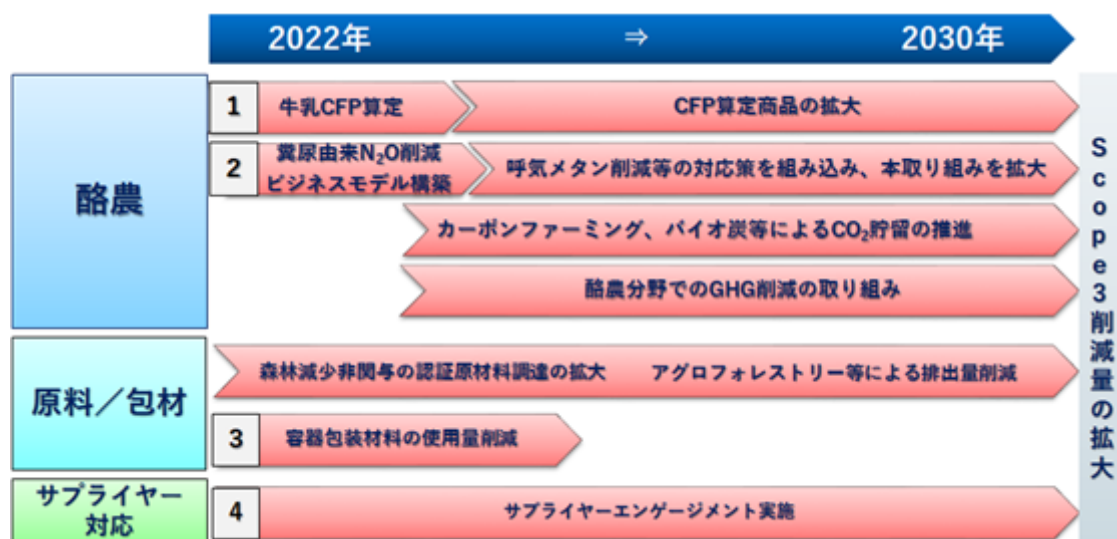 2022年 ⇒ 2030年
酪農
1 牛乳CFP算定 CFP算定商品の拡大
2 糞尿由来N₂O削減
ビジネスモデル構築 呼気メタン削減等の対応策を組み込み、本取り組みを拡大
カーボンファーミング、バイオ炭等によるCO₂貯留の推進
酪農分野でのGHG削減の取り組み
原料／包材
森林減少非関与の認証原材料調達の拡大 アグロフォレストリー等による排出量削減
3 容器包装材料の使用量削減
サプライヤー
対応
4 サプライヤーエンゲージメント実施
Scope3削減量の拡大